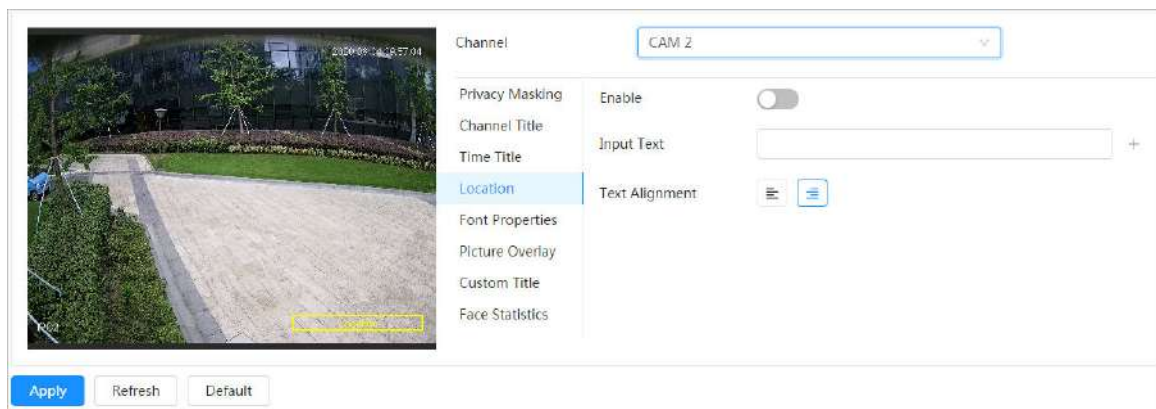 Channel
CAM 2
Privacy Masking
Channel Title
Time Title
Location
Font Properties
Picture Overlay
Custom Title
Face Statistics
Enable
Input Text
+
Text Alignment
Apply
Refresh
Default